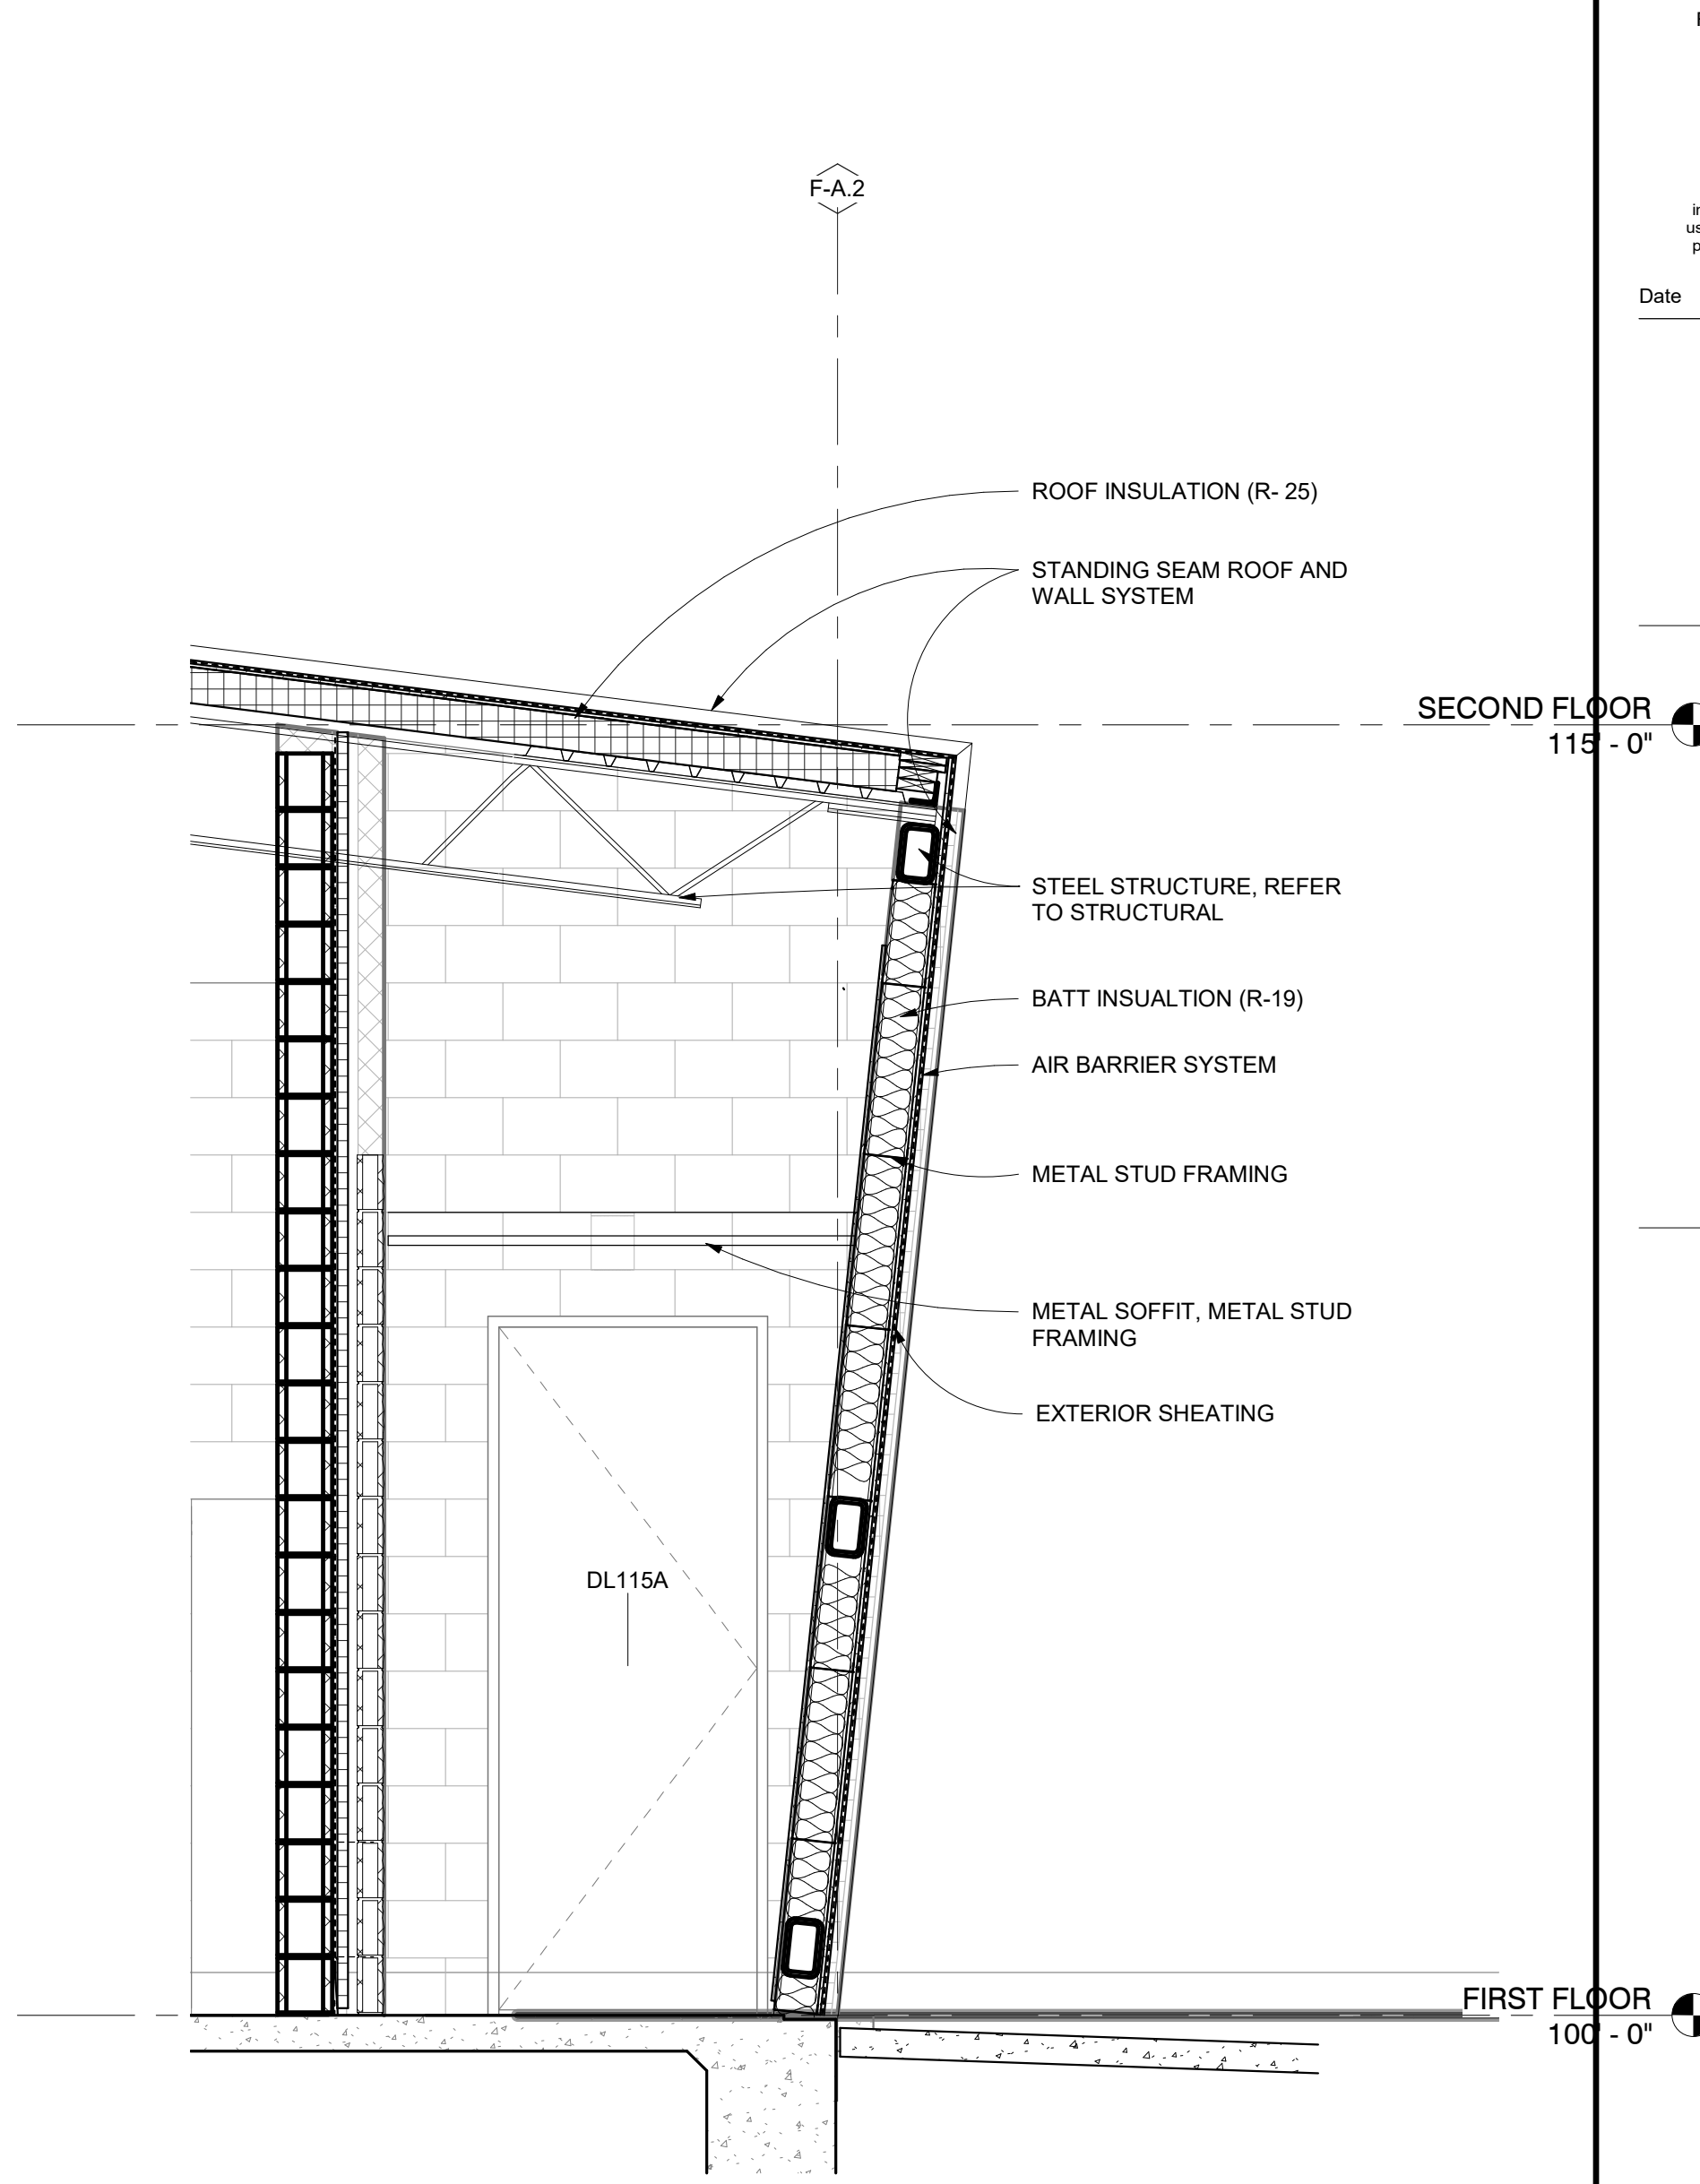 F-A.2
Date
ROOF INSULATION (R- 25)
STANDING SEAM ROOF AND
WALL SYSTEM
SECOND FLOOR
115' - 0"
STEEL STRUCTURE, REFER
TO STRUCTURAL
BATT INSUALTION (R-19)
AIR BARRIER SYSTEM
METAL STUD FRAMING
METAL SOFFIT, METAL STUD
FRAMING
EXTERIOR SHEATING
DL115A
FIRST FLOOR
100' - 0"